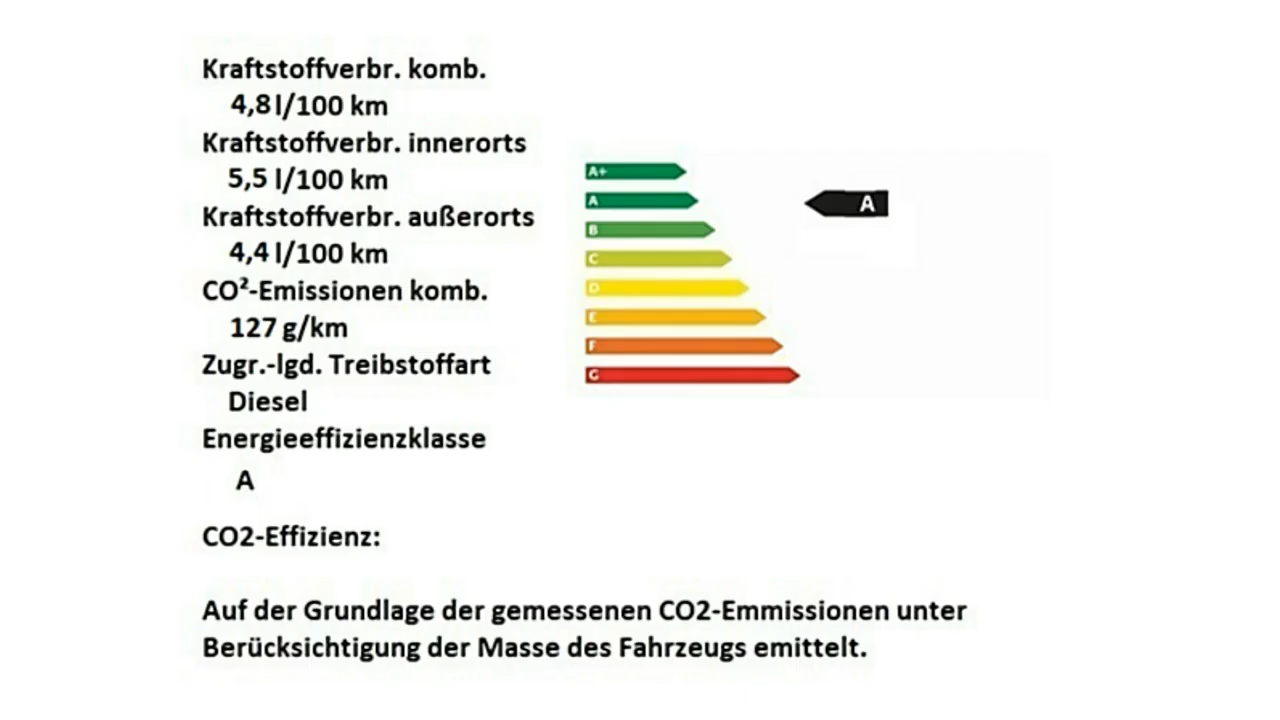 Kraftstoffverbr. komb.
4,8 l/100 km
Kraftstoffverbr. innerorts
5,5 l/100 km
Kraftstoffverbr. außerorts
4,4 l/100 km
CO²-Emissionen komb.
127 g/km
Zugr.-lgd. Treibstoffart
Diesel
Energieeffizienzklasse
A
A+
A
B
C
D
E
F
G
A
CO2-Effizienz:
Auf der Grundlage der gemessenen CO2-Emmissionen unter
Berücksichtigung der Masse des Fahrzeugs emittelt.